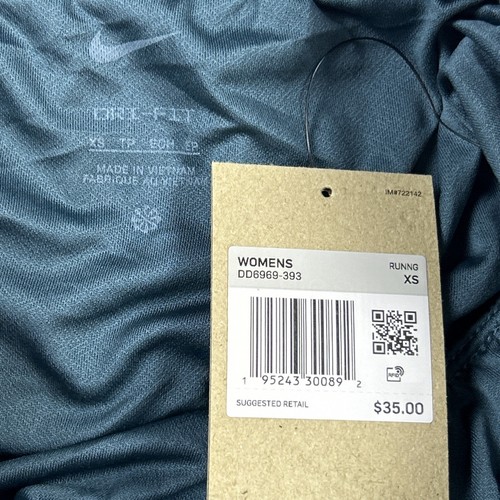 DRI-FIT
XS TP ECH EP
MADE IN VIETNAM
FABRIQUÉ AU VIETNAM
IM#722142
WOMENS
DD6969-393
RUNNG
XS
1 95243 30089 2
RFID
SUGGESTED RETAIL
$35.00